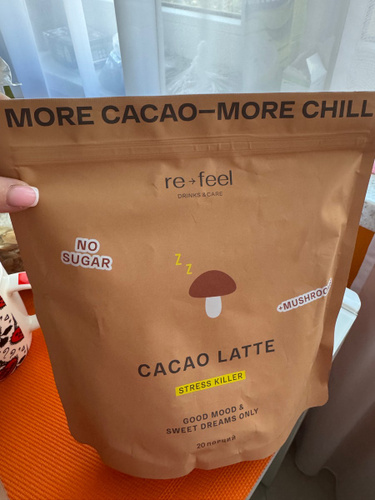 MORE CACAO—MORE CHILL
re→feel
DRINKS & CARE
NO
SUGAR
z
z
CACAO LATTE
STRESS KILLER
GOOD MOOD &
SWEET DREAMS ONLY
20 порций